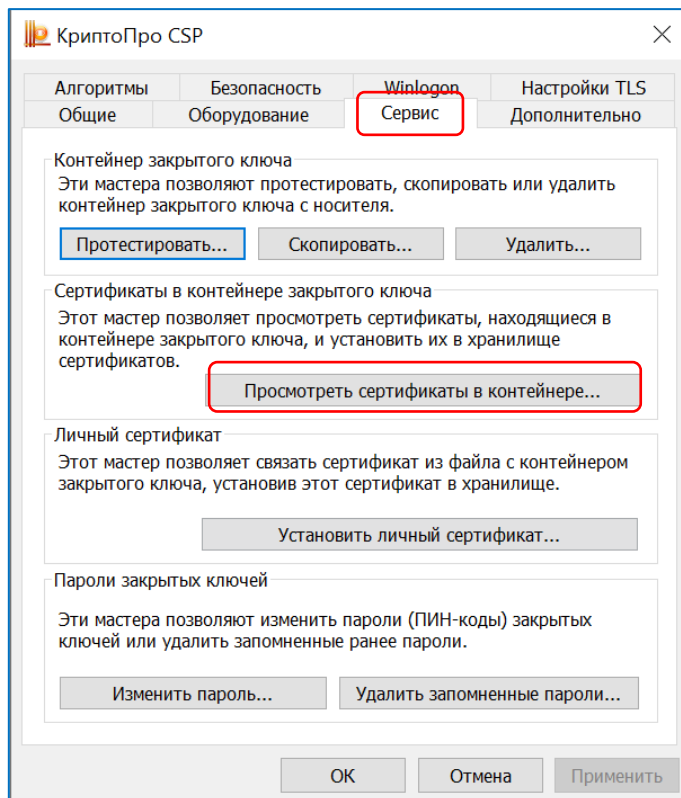 КриптоПро CSP
Алгоритмы Безопасность Winlogon Настройки TLS
Общие Оборудование Сервис Дополнительно
Контейнер закрытого ключа
Эти мастера позволяют протестировать, скопировать или удалить
контейнер закрытого ключа с носителя.
Протестировать... Скопировать... Удалить...
Сертификаты в контейнере закрытого ключа
Этот мастер позволяет просмотреть сертификаты, находящиеся в
контейнере закрытого ключа, и установить их в хранилище
сертификатов.
Просмотреть сертификаты в контейнере...
Личный сертификат
Этот мастер позволяет связать сертификат из файла с контейнером
закрытого ключа, установив этот сертификат в хранилище.
Установить личный сертификат...
Пароли закрытых ключей
Эти мастера позволяют изменить пароли (ПИН-коды) закрытых
ключей или удалить запомненные ранее пароли.
Изменить пароль... Удалить запомненные пароли...
ОК Отмена Применить